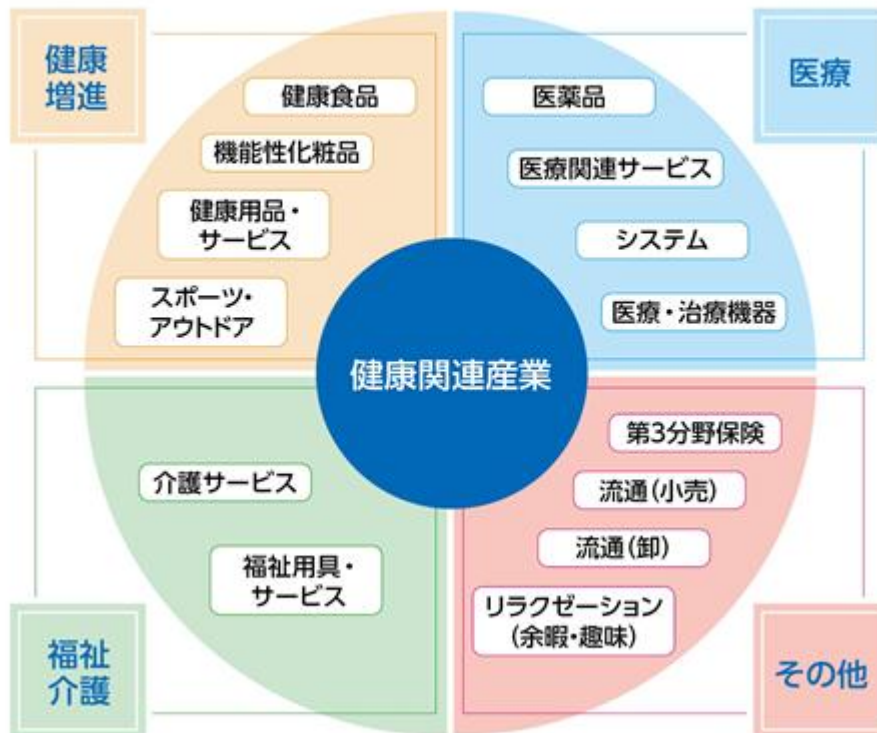 健康
増進
健康食品
機能性化粧品
健康用品・
サービス
スポーツ・
アウトドア
医療
医薬品
医療関連サービス
システム
医療・治療機器
健康関連産業
介護サービス
福祉用具・
サービス
福祉
介護
第3分野保険
流通(小売)
流通(卸)
リラクゼーション
(余暇・趣味)
その他